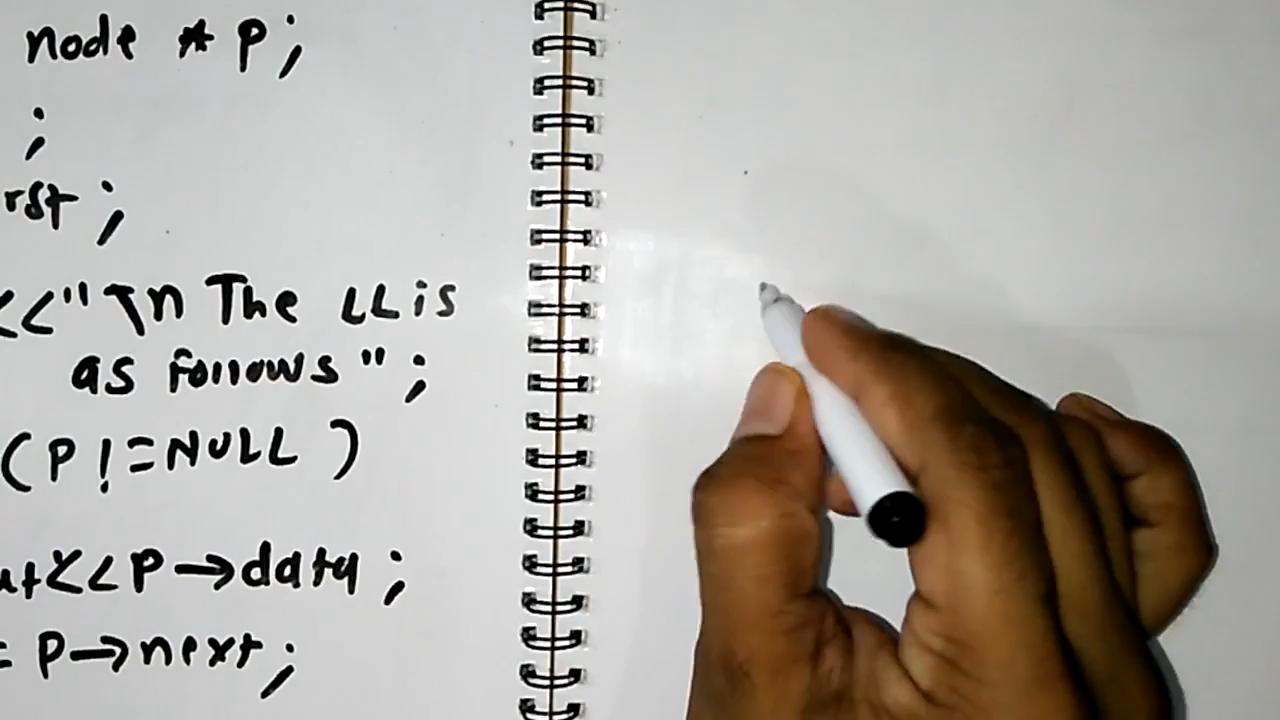 node * p;
;
rst;
<<"\n The LL is
as follows";
(P != NULL)
ut<<P→data;
= P→next;